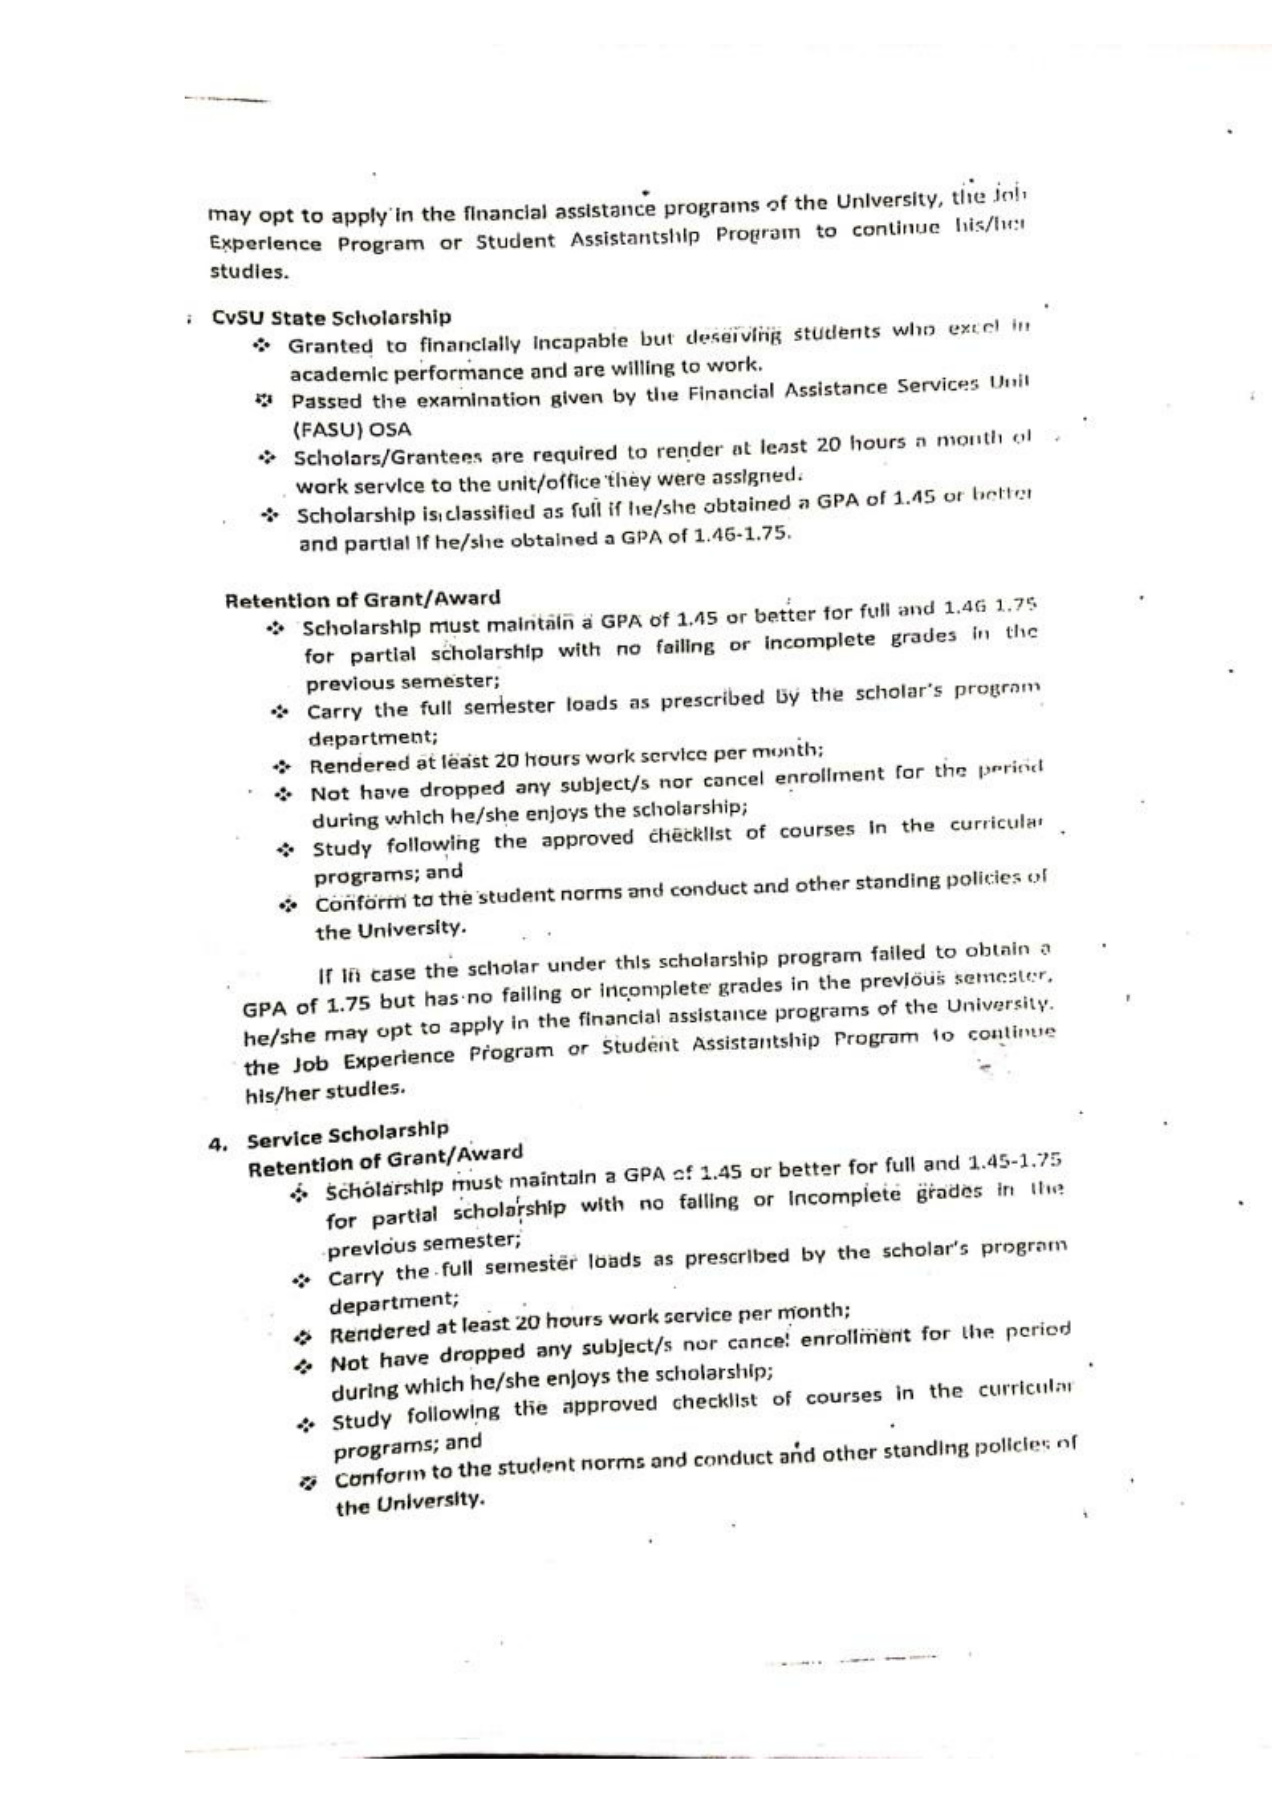 may opt to apply in the financial assistance programs of the University, the Job
Experience Program or Student Assistantship Program to continue his/her
studies.
CvSU State Scholarship
❖ Granted to financially incapable but deserving students who excel in
academic performance and are willing to work.
❖ Passed the examination given by the Financial Assistance Services Unit
(FASU) OSA
❖ Scholars/Grantees are required to render at least 20 hours a month of
work service to the unit/office they were assigned.
❖ Scholarship is classified as full if he/she obtained a GPA of 1.45 or better
and partial if he/she obtained a GPA of 1.46-1.75.
Retention of Grant/Award
❖ Scholarship must maintain a GPA of 1.45 or better for full and 1.46 1.75
for partial scholarship with no failing or incomplete grades in the
previous semester;
❖ Carry the full semester loads as prescribed by the scholar's program
department;
❖ Rendered at least 20 hours work service per month;
❖ Not have dropped any subject/s nor cancel enrollment for the period
during which he/she enjoys the scholarship;
❖ Study following the approved checklist of courses in the curricular
programs; and
❖ Conform to the student norms and conduct and other standing policies of
the University.
If in case the scholar under this scholarship program failed to obtain a
GPA of 1.75 but has no failing or incomplete grades in the previous semester,
he/she may opt to apply in the financial assistance programs of the University.
the Job Experience Program or Student Assistantship Program to continue
his/her studies.
4. Service Scholarship
Retention of Grant/Award
❖ Scholarship must maintain a GPA of 1.45 or better for full and 1.45-1.75
for partial scholarship with no failing or incomplete grades in the
previous semester;
❖ Carry the full semester loads as prescribed by the scholar's program
department;
❖ Rendered at least 20 hours work service per month;
❖ Not have dropped any subject/s nor cancel enrollment for the period
during which he/she enjoys the scholarship;
❖ Study following the approved checklist of courses in the curricular
programs; and
❖ Conform to the student norms and conduct and other standing policies of
the University.